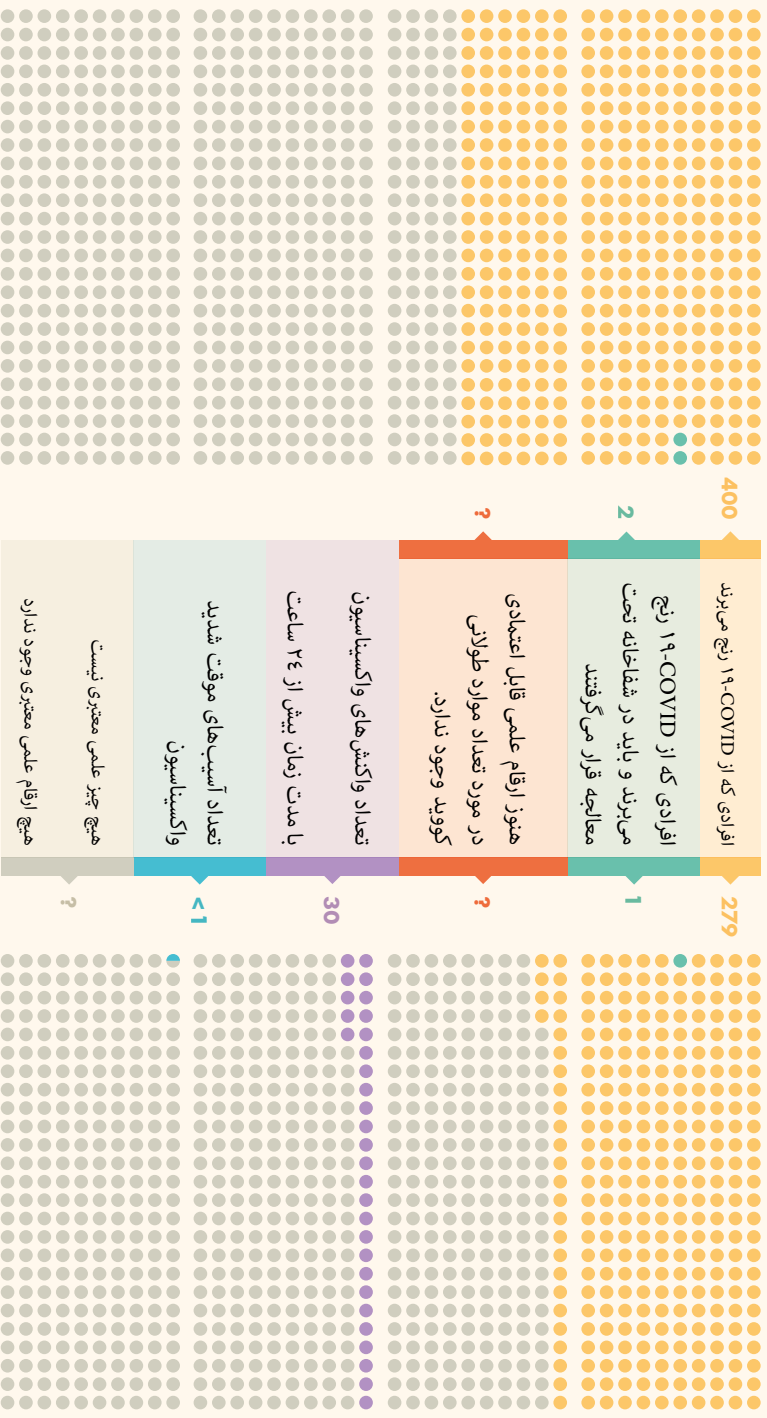 400
افرادی که از ۱۹-COVID رنج می‌برند
279
2
افرادی که از ۱۹-COVID رنج
می‌برند و باید در شفاخانه تحت
معالجه قرار می‌گرفتند
1
?
هنوز ارقام علمی قابل اعتمادی
در مورد تعداد موارد طولانی
کووید وجود ندارد.
?
تعداد واکنش‌های واکسیناسیون
با مدت زمان بیش از ٢٤ ساعت
30
تعداد آسیب‌های موقت شدید
واکسیناسیون
<1
هیچ چیز علمی معتبری نیست
هیچ ارقام علمی معتبری وجود ندارد
?